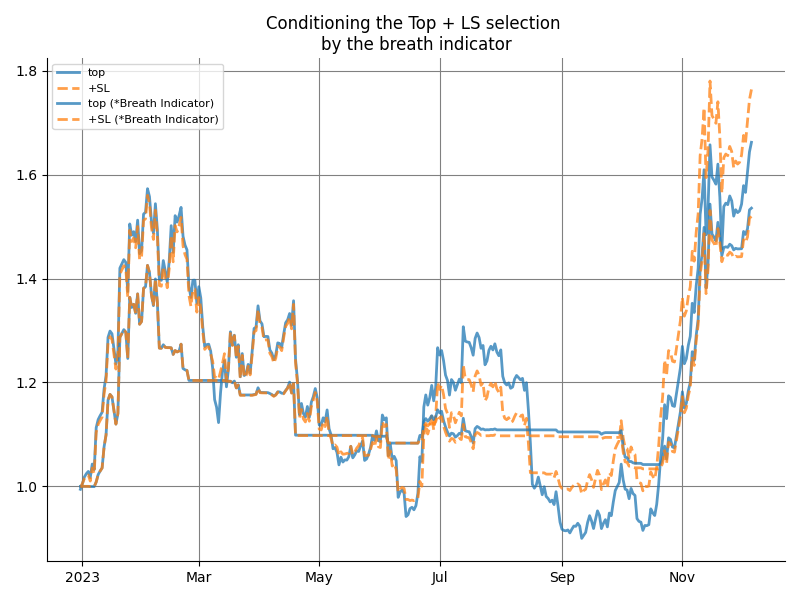 Conditioning the Top + LS selection
by the breath indicator
top
+SL
top (*Breath Indicator)
+SL (*Breath Indicator)
1.8
1.6
1.4
1.2
1.0
2023 Mar May Jul Sep Nov